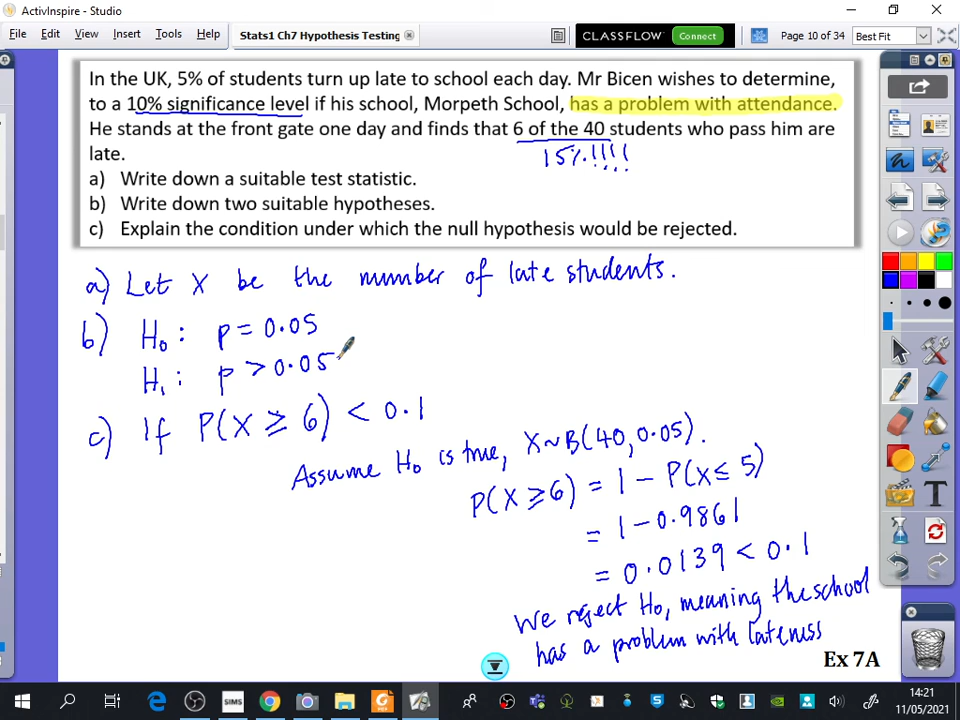 ActivInspire - Studio
File Edit View Insert Tools Help
Stats1 Ch7 Hypothesis Testing
CLASSFLOW
Connect
Page 10 of 34
Best Fit
In the UK, 5% of students turn up late to school each day. Mr Bicen wishes to determine,
to a 10% significance level if his school, Morpeth School, has a problem with attendance.
He stands at the front gate one day and finds that 6 of the 40 students who pass him are
late.
15%!!!!
a) Write down a suitable test statistic.
b) Write down two suitable hypotheses.
c) Explain the condition under which the null hypothesis would be rejected.
a) Let X be the number of late students.
b) H₀ : p = 0.05
H₁ : p > 0.05
c) If P(X ≥ 6) < 0.1
Assume H₀ is true, X~B(40, 0.05).
P(X ≥ 6) = 1 - P(X ≤ 5)
= 1 - 0.9861
= 0.0139 < 0.1
We reject H₀, meaning the school
has a problem with lateness
Ex 7A
SIMS
14:21
11/05/2021